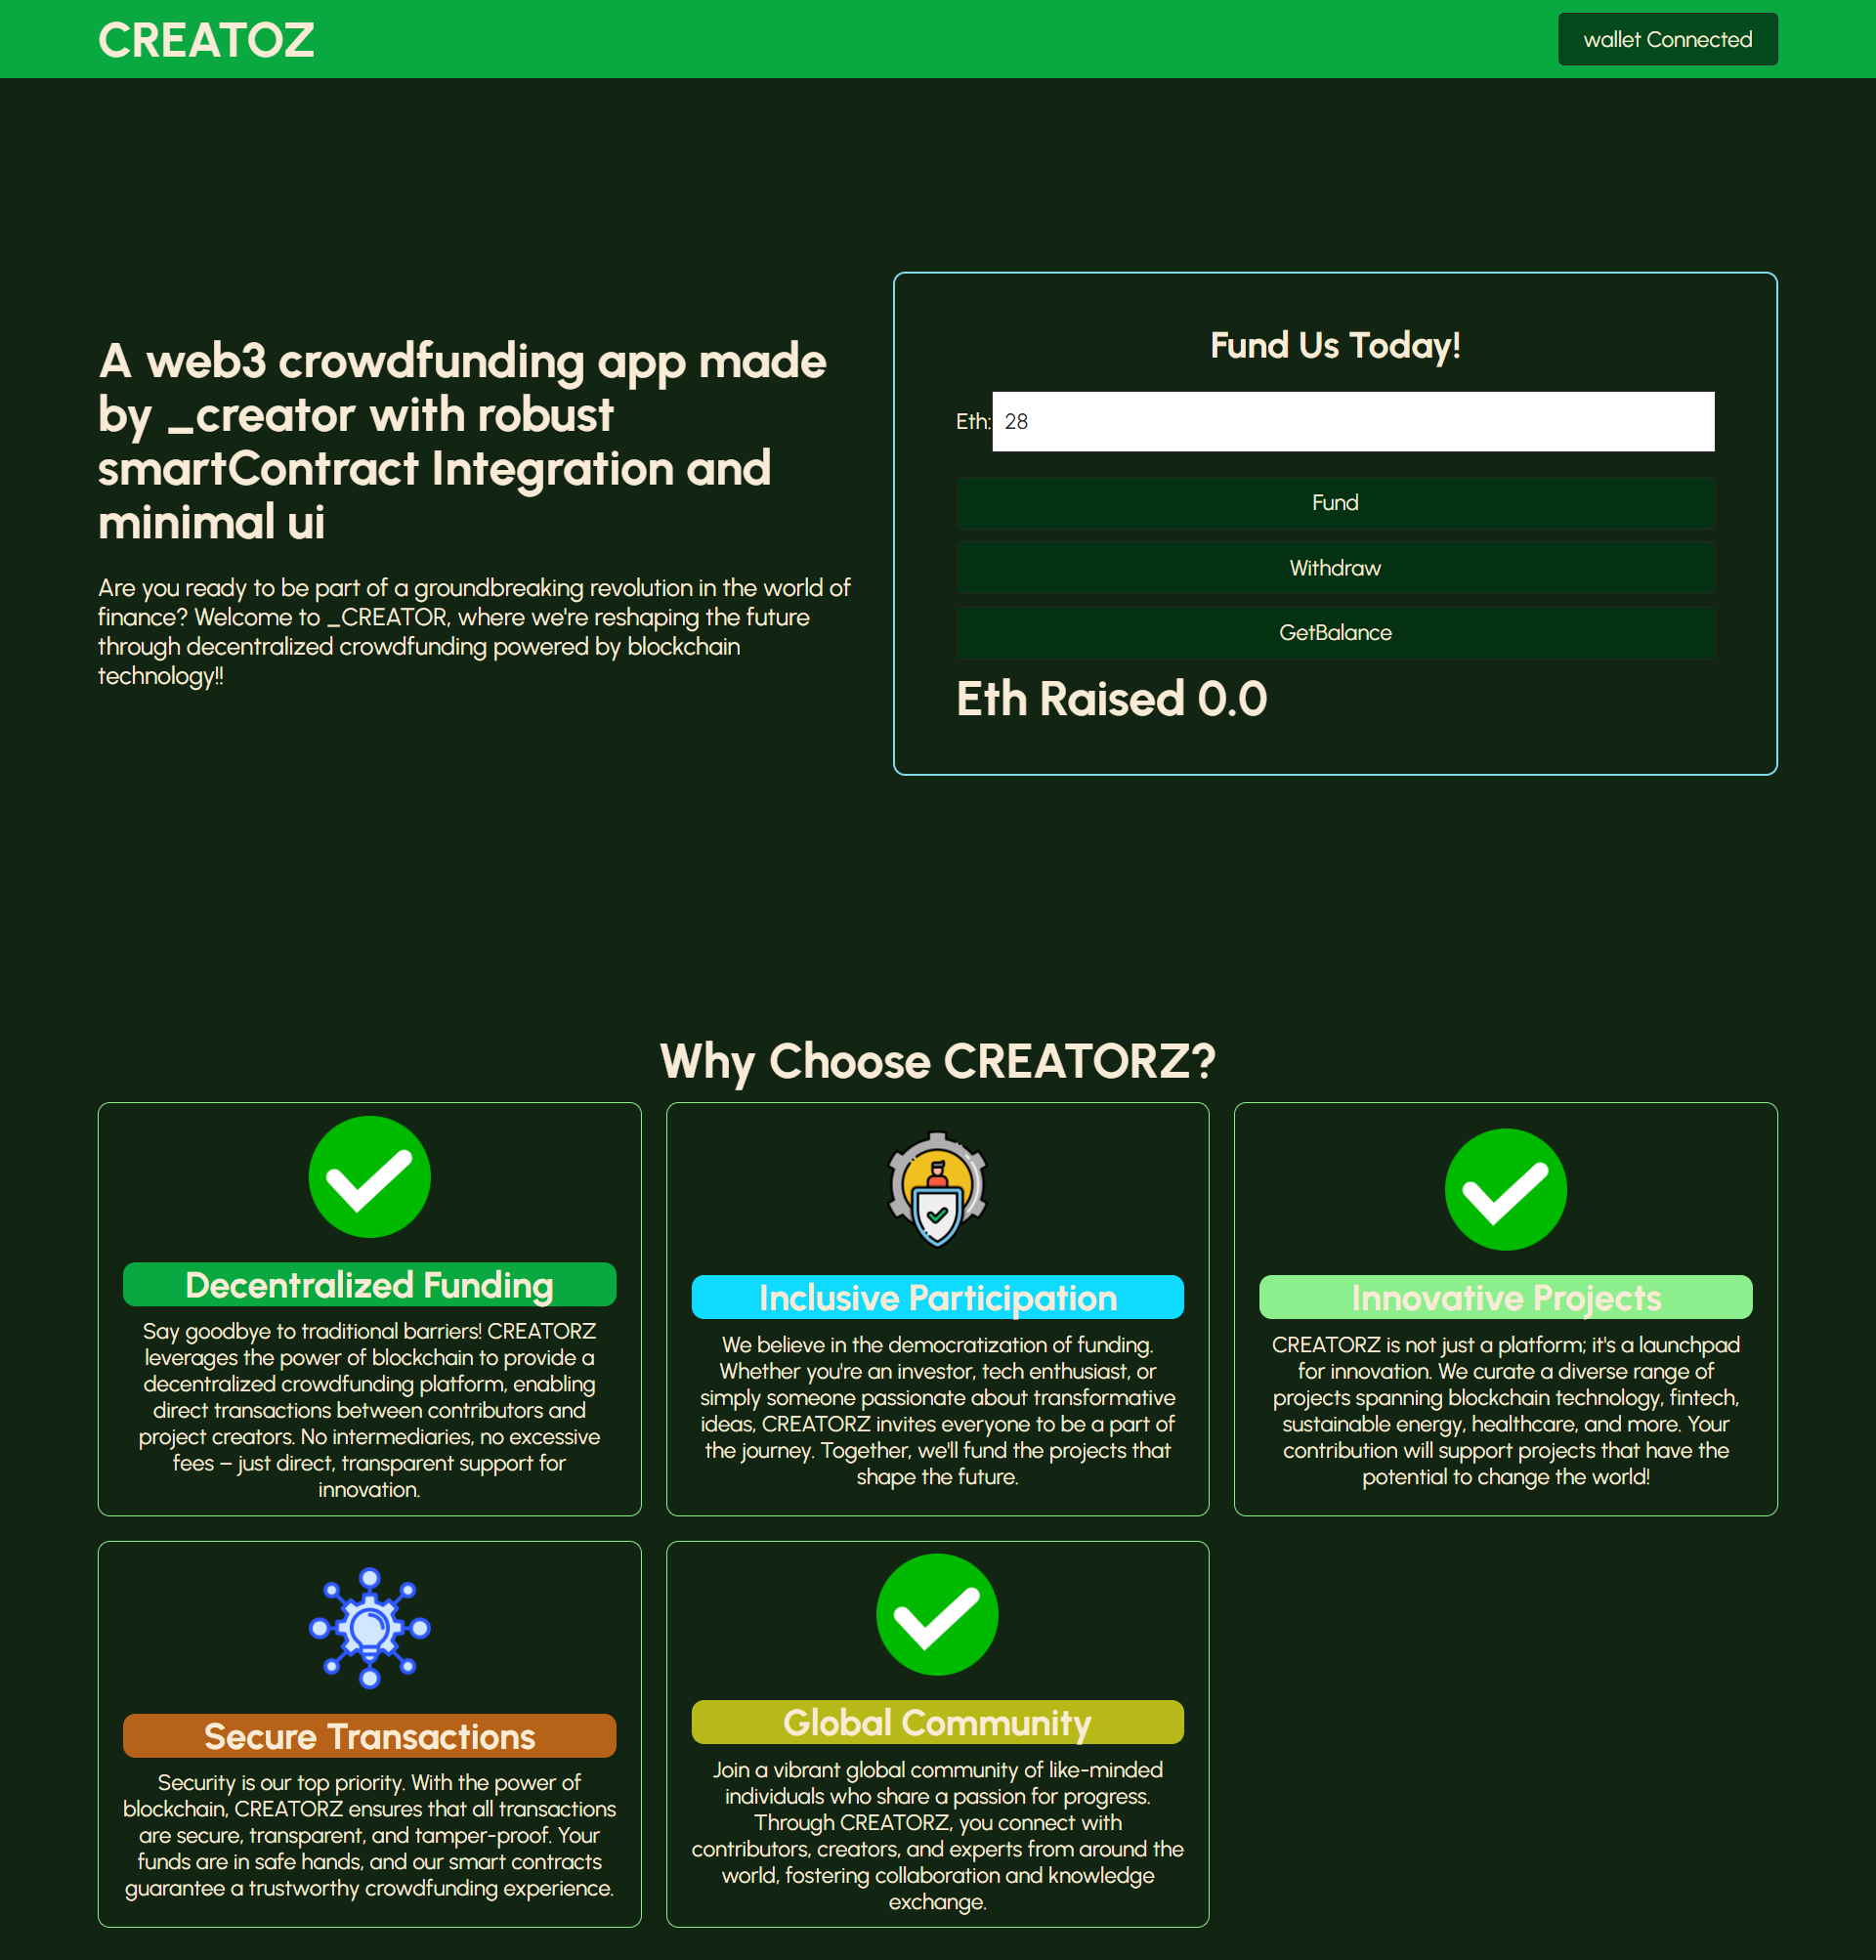 CREATOZ
wallet Connected
A web3 crowdfunding app made
by _creator with robust
smartContract Integration and
minimal ui
Are you ready to be part of a groundbreaking revolution in the world of
finance? Welcome to _CREATOR, where we're reshaping the future
through decentralized crowdfunding powered by blockchain
technology!!
Fund Us Today!
Eth: 28
Fund
Withdraw
GetBalance
Eth Raised 0.0
Why Choose CREATORZ?
Decentralized Funding
Say goodbye to traditional barriers! CREATORZ
leverages the power of blockchain to provide a
decentralized crowdfunding platform, enabling
direct transactions between contributors and
project creators. No intermediaries, no excessive
fees – just direct, transparent support for
innovation.
Inclusive Participation
We believe in the democratization of funding.
Whether you're an investor, tech enthusiast, or
simply someone passionate about transformative
ideas, CREATORZ invites everyone to be a part of
the journey. Together, we'll fund the projects that
shape the future.
Innovative Projects
CREATORZ is not just a platform; it's a launchpad
for innovation. We curate a diverse range of
projects spanning blockchain technology, fintech,
sustainable energy, healthcare, and more. Your
contribution will support projects that have the
potential to change the world!
Secure Transactions
Security is our top priority. With the power of
blockchain, CREATORZ ensures that all transactions
are secure, transparent, and tamper-proof. Your
funds are in safe hands, and our smart contracts
guarantee a trustworthy crowdfunding experience.
Global Community
Join a vibrant global community of like-minded
individuals who share a passion for progress.
Through CREATORZ, you connect with
contributors, creators, and experts from around the
world, fostering collaboration and knowledge
exchange.